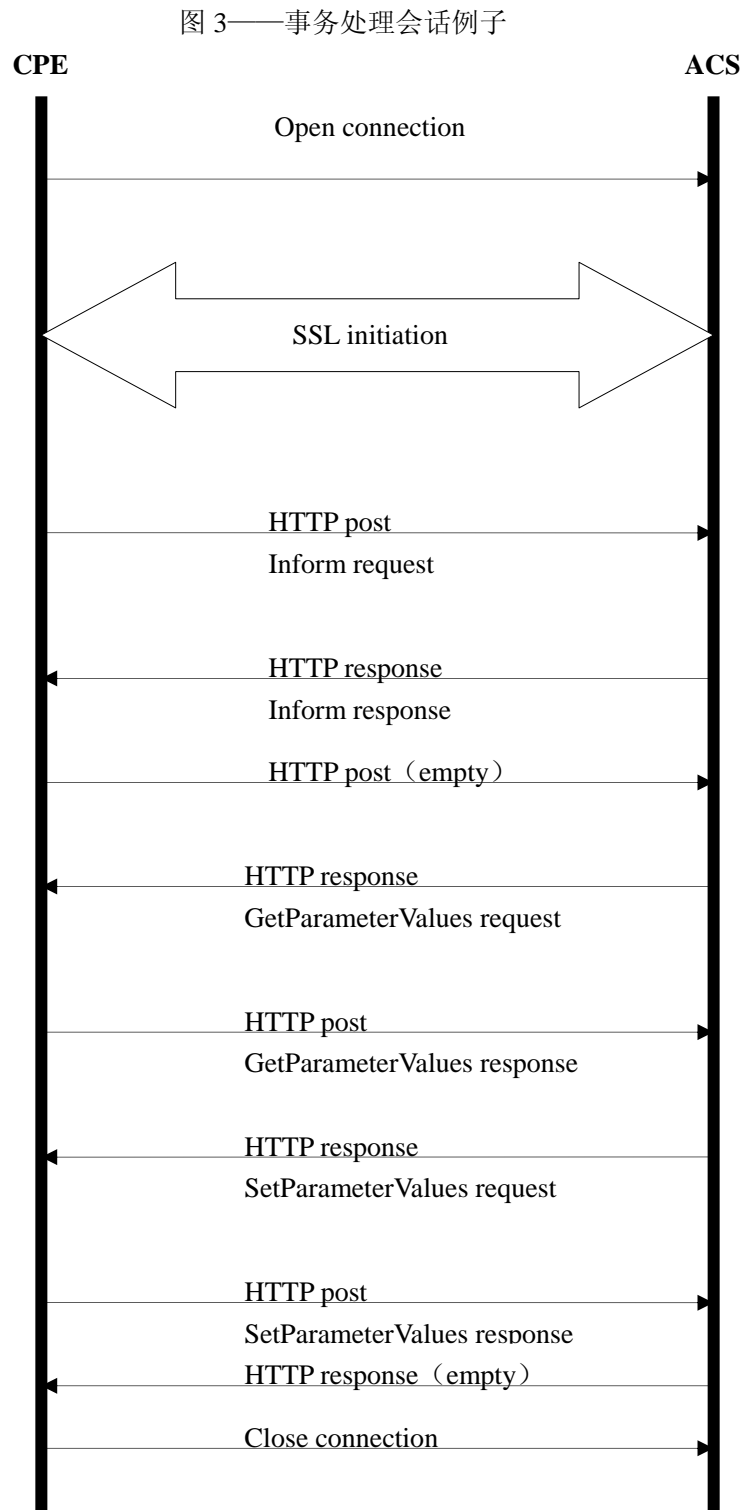 图 3——事务处理会话例子
CPE
ACS
Open connection
SSL initiation
HTTP post
Inform request
HTTP response
Inform response
HTTP post（empty）
HTTP response
GetParameterValues request
HTTP post
GetParameterValues response
HTTP response
SetParameterValues request
HTTP post
SetParameterValues response
HTTP response（empty）
Close connection